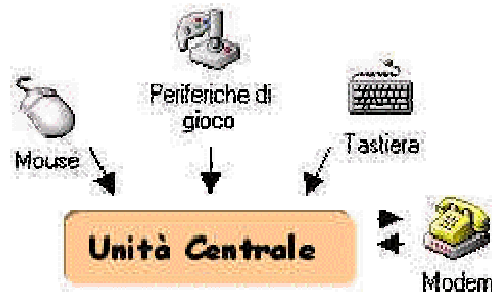 Periferiche di
gioco
Mouse
Tastiera
Unità Centrale
Modem